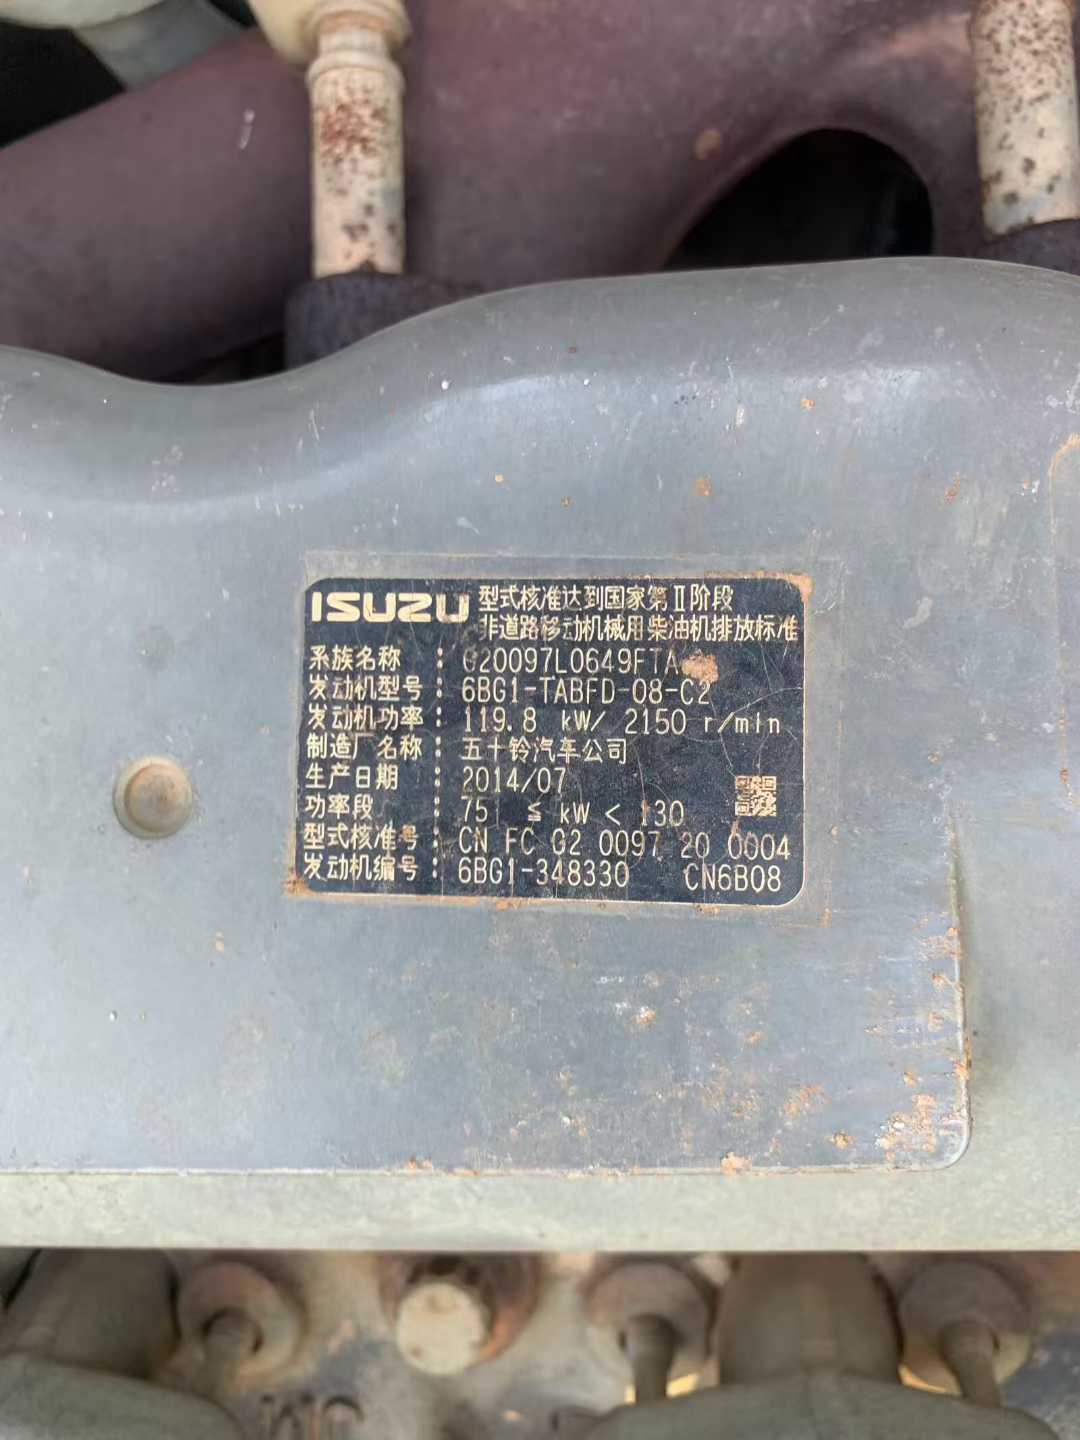 ISUZU 型式核准达到国家第Ⅱ阶段
非道路移动机械用柴油机排放标准
系族名称 : G20097L0649FTA
发动机型号 : 6BG1-TABFD-08-C2
发动机功率 : 119.8 kW/ 2150 r/min
制造厂名称 : 五十铃汽车公司
生产日期 : 2014/07
功率段 : 75 ≦ kW < 130
型式核准号 : CN FC G2 0097 20 0004
发动机编号 : 6BG1-348330 CN6B08